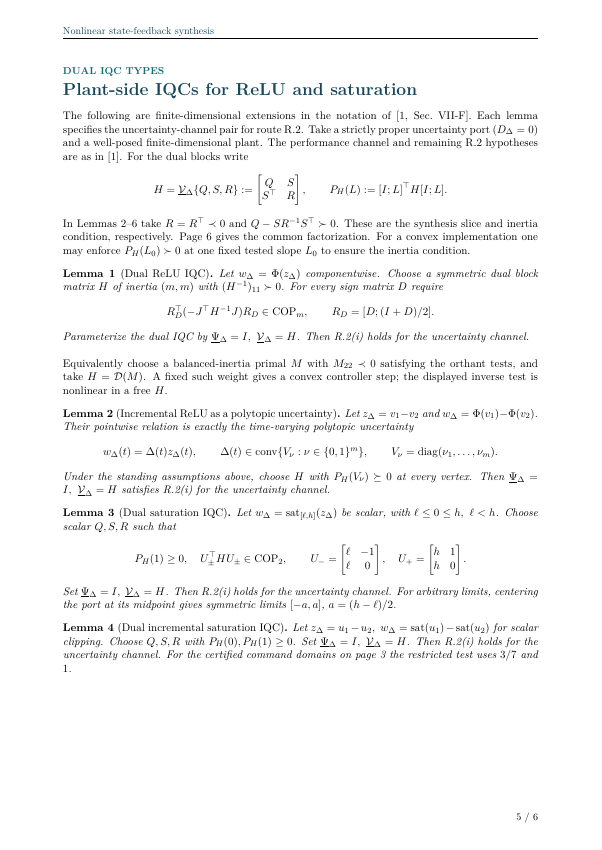 Nonlinear state-feedback synthesis
DUAL IQC TYPES
Plant-side IQCs for ReLU and saturation
The following are finite-dimensional extensions in the notation of [1, Sec. VII-F]. Each lemma
specifies the uncertainty-channel pair for route R.2. Take a strictly proper uncertainty port (D_Δ = 0)
and a well-posed finite-dimensional plant. The performance channel and remaining R.2 hypotheses
are as in [1]. For the dual blocks write
H = V_Δ{Q, S, R} := [Q S; S^⊤ R], P_H(L) := [I; L]^⊤ H[I; L].
In Lemmas 2–6 take R = R^⊤ ≺ 0 and Q − SR^{−1}S^⊤ ≻ 0. These are the synthesis slice and inertia
condition, respectively. Page 6 gives the common factorization. For a convex implementation one
may enforce P_H(L_0) ≻ 0 at one fixed tested slope L_0 to ensure the inertia condition.
Lemma 1 (Dual ReLU IQC). Let w_Δ = Φ(z_Δ) componentwise. Choose a symmetric dual block
matrix H of inertia (m, m) with (H^{−1})_{11} ≻ 0. For every sign matrix D require
R_D^⊤(−J^⊤H^{−1}J)R_D ∈ COP_m, R_D = [D; (I + D)/2].
Parameterize the dual IQC by Ψ_Δ = I, V_Δ = H. Then R.2(i) holds for the uncertainty channel.
Equivalently choose a balanced-inertia primal M with M_{22} ≺ 0 satisfying the orthant tests, and
take H = D(M). A fixed such weight gives a convex controller step; the displayed inverse test is
nonlinear in a free H.
Lemma 2 (Incremental ReLU as a polytopic uncertainty). Let z_Δ = v_1−v_2 and w_Δ = Φ(v_1)−Φ(v_2).
Their pointwise relation is exactly the time-varying polytopic uncertainty
w_Δ(t) = Δ(t)z_Δ(t), Δ(t) ∈ conv{V_ν : ν ∈ {0, 1}^m}, V_ν = diag(ν_1, . . . , ν_m).
Under the standing assumptions above, choose H with P_H(V_ν) ⪰ 0 at every vertex. Then Ψ_Δ =
I, V_Δ = H satisfies R.2(i) for the uncertainty channel.
Lemma 3 (Dual saturation IQC). Let w_Δ = sat_{[ℓ,h]}(z_Δ) be scalar, with ℓ ≤ 0 ≤ h, ℓ < h. Choose
scalar Q, S, R such that
P_H(1) ≥ 0, U_±^⊤HU_± ∈ COP_2, U_− = [ℓ −1; ℓ 0], U_+ = [h 1; h 0].
Set Ψ_Δ = I, V_Δ = H. Then R.2(i) holds for the uncertainty channel. For arbitrary limits, centering
the port at its midpoint gives symmetric limits [−a, a], a = (h − ℓ)/2.
Lemma 4 (Dual incremental saturation IQC). Let z_Δ = u_1−u_2, w_Δ = sat(u_1)−sat(u_2) for scalar
clipping. Choose Q, S, R with P_H(0), P_H(1) ≥ 0. Set Ψ_Δ = I, V_Δ = H. Then R.2(i) holds for the
uncertainty channel. For the certified command domains on page 3 the restricted test uses 3/7 and
1.
5 / 6